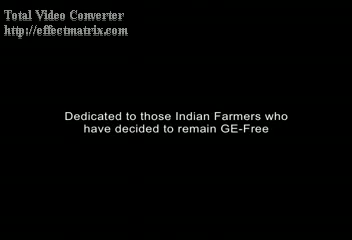 Total Video Converter
http://effectmatrix.com
Dedicated to those Indian Farmers who
have decided to remain GE-Free